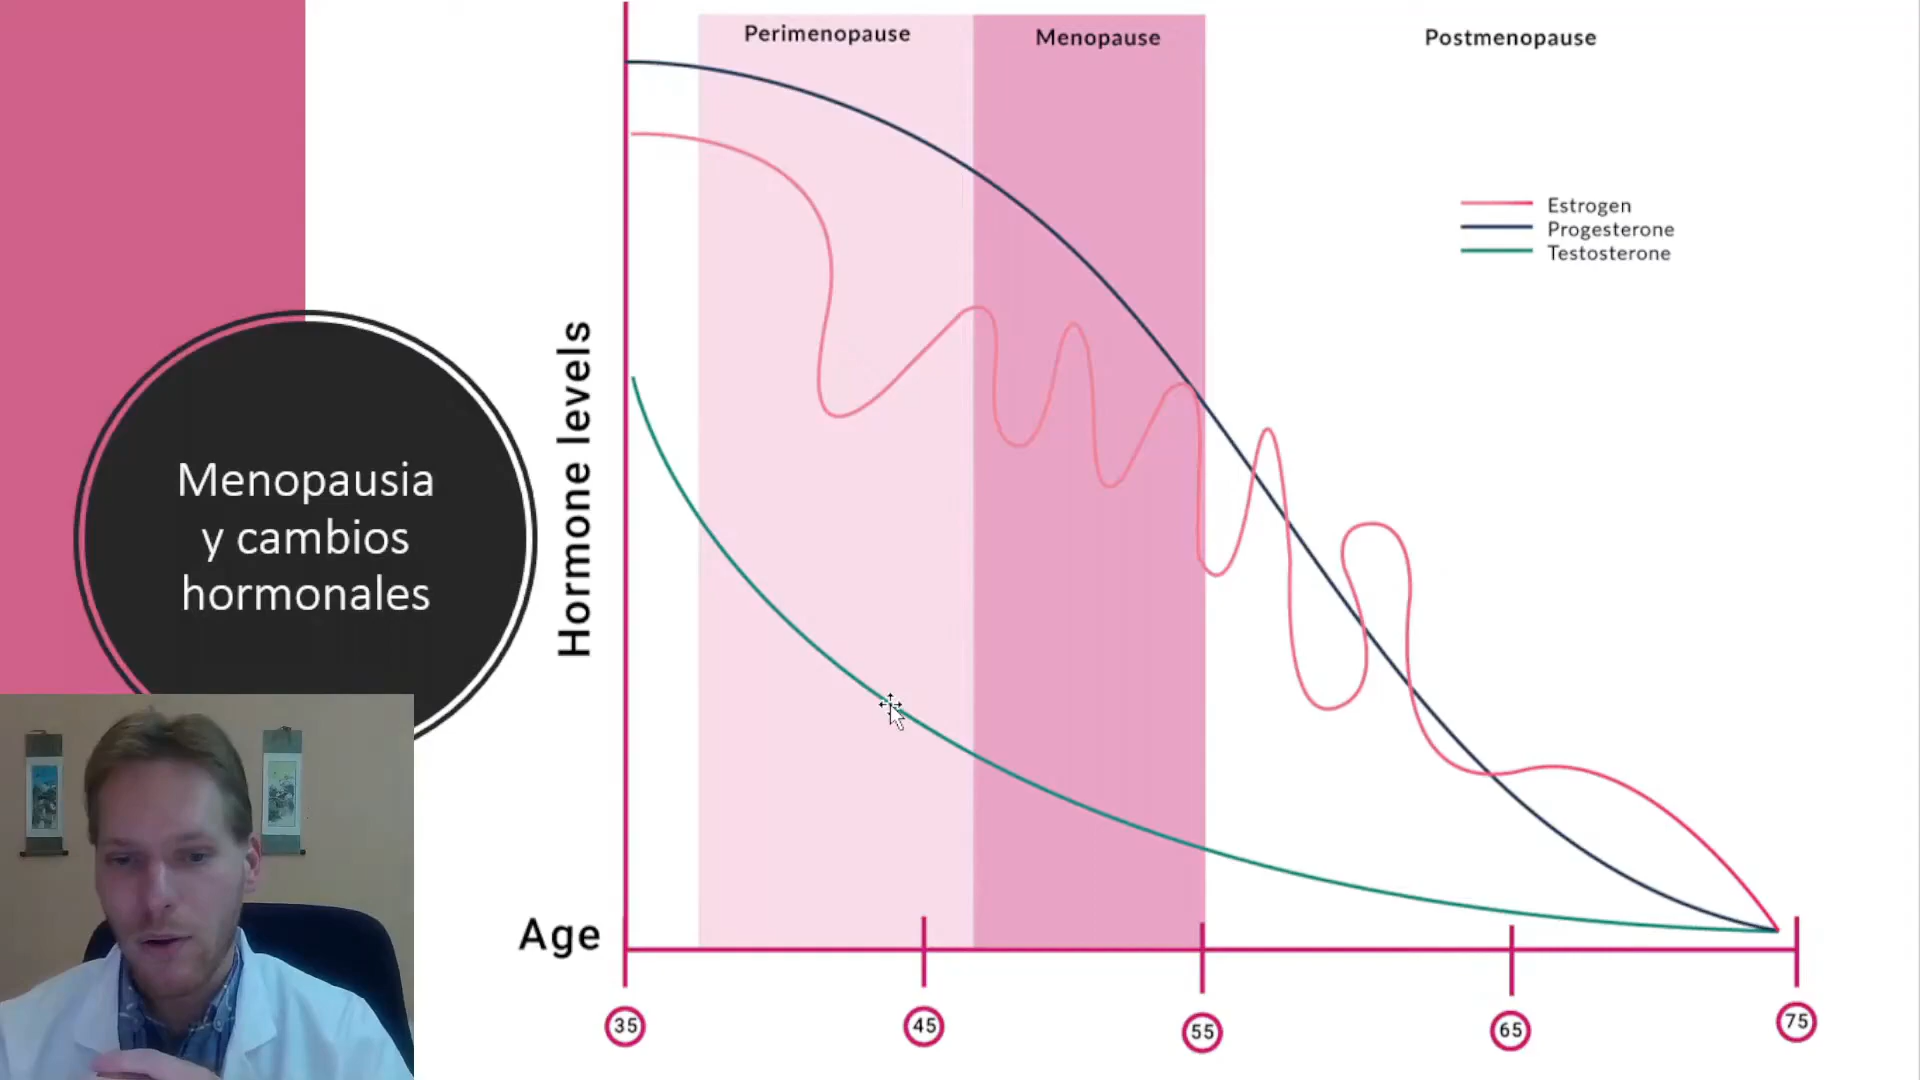 Perimenopause
Menopause
Postmenopause
Estrogen
Progesterone
Testosterone
Hormone levels
Menopausia
y cambios
hormonales
Age
35
45
55
65
75